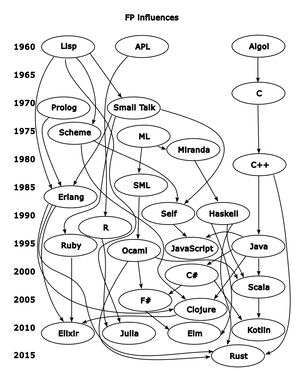 FP Influences
1960 Lisp APL Algol
1965
C
1970 Prolog Small Talk
1975 Scheme ML
Miranda
1980 C++
1985 SML
Erlang
1990 Self Haskell
R
1995 Ruby Ocaml JavaScript Java
2000 C#
Scala
2005 F# Clojure
2010 Elixir Julia Elm Kotlin
2015 Rust